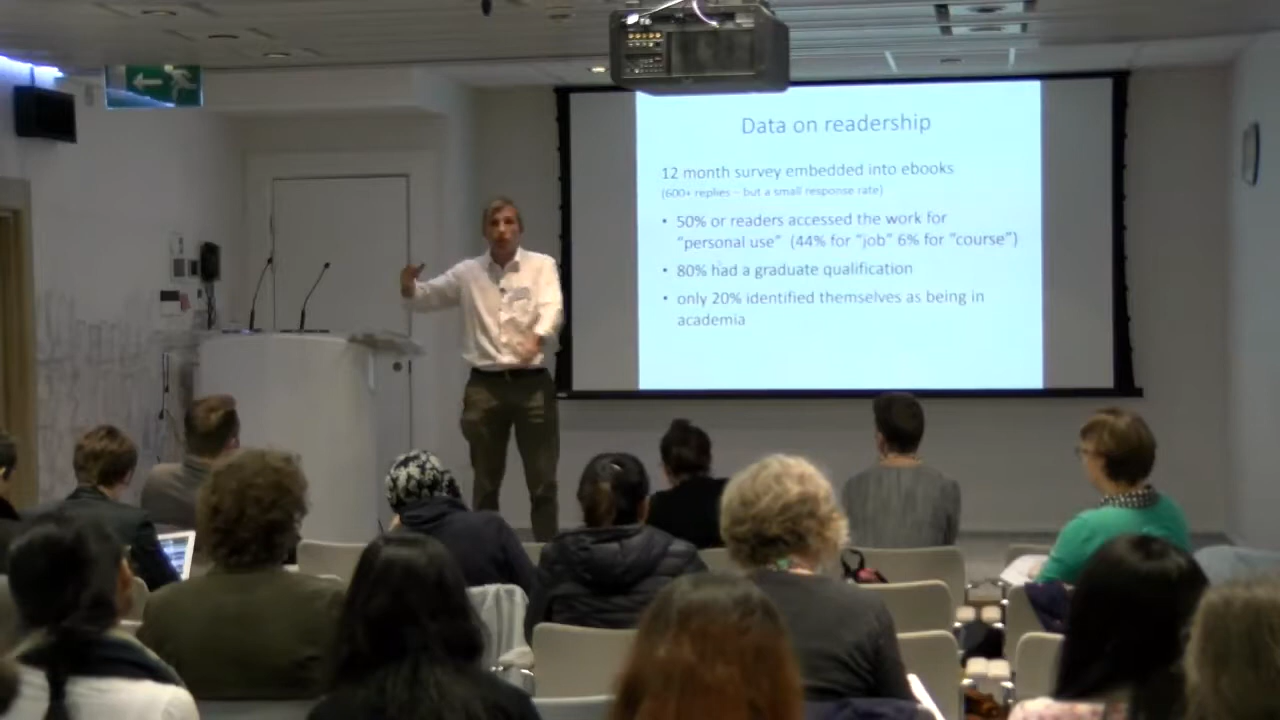 Data on readership
12 month survey embedded into ebooks
(600+ replies – but a small response rate)
• 50% or readers accessed the work for
"personal use" (44% for "job" 6% for "course")
• 80% had a graduate qualification
• only 20% identified themselves as being in
academia